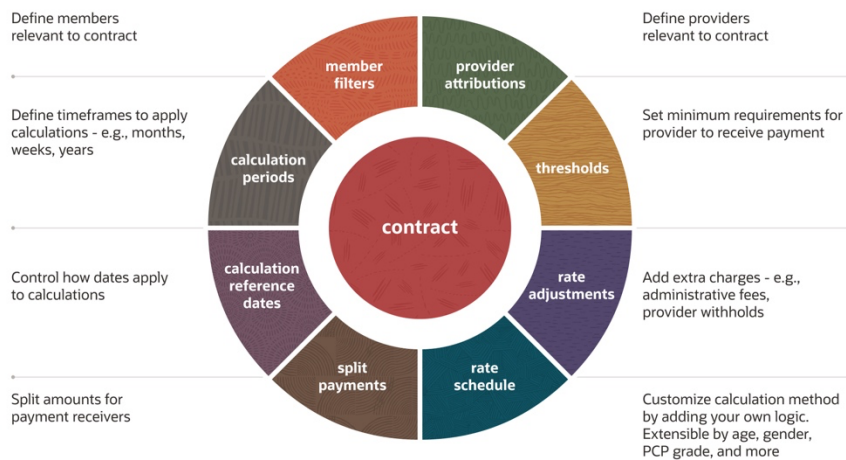 Define members
relevant to contract
Define providers
relevant to contract
member
filters
provider
attributions
Define timeframes to apply
calculations - e.g., months,
weeks, years
Set minimum requirements for
provider to receive payment
calculation
periods
thresholds
contract
Control how dates apply
to calculations
calculation
reference
dates
rate
adjustments
Add extra charges - e.g.,
administrative fees,
provider withholds
split
payments
rate
schedule
Split amounts for
payment receivers
Customize calculation method
by adding your own logic.
Extensible by age, gender,
PCP grade, and more